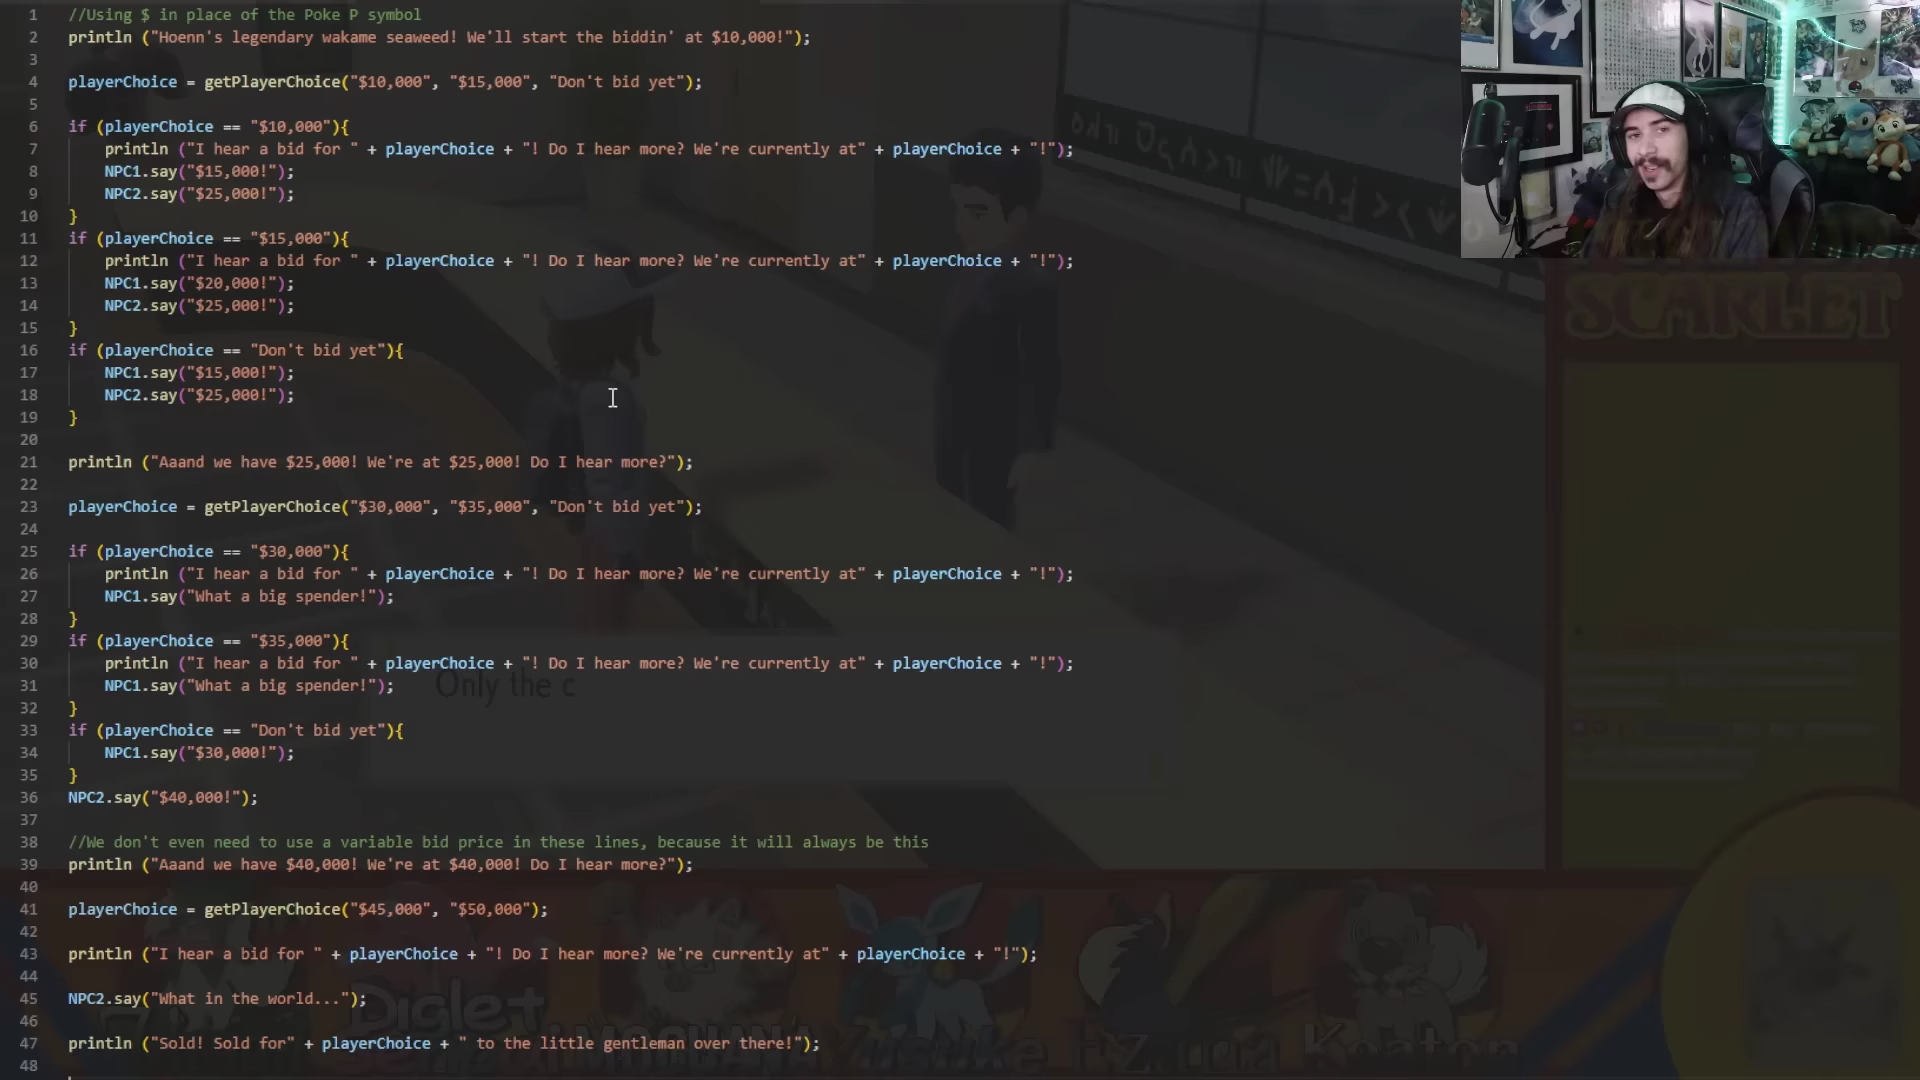 1 //Using $ in place of the Poke P symbol
2 println ("Hoenn's legendary wakame seaweed! We'll start the biddin' at $10,000!");
3
4 playerChoice = getPlayerChoice("$10,000", "$15,000", "Don't bid yet");
5
6 if (playerChoice == "$10,000"){
7 println ("I hear a bid for " + playerChoice + "! Do I hear more? We're currently at" + playerChoice + "!");
8 NPC1.say("$15,000!");
9 NPC2.say("$25,000!");
10 }
11 if (playerChoice == "$15,000"){
12 println ("I hear a bid for " + playerChoice + "! Do I hear more? We're currently at" + playerChoice + "!");
13 NPC1.say("$20,000!");
14 NPC2.say("$25,000!");
15 }
16 if (playerChoice == "Don't bid yet"){
17 NPC1.say("$15,000!");
18 NPC2.say("$25,000!");
19 }
20
21 println ("Aaand we have $25,000! We're at $25,000! Do I hear more?");
22
23 playerChoice = getPlayerChoice("$30,000", "$35,000", "Don't bid yet");
24
25 if (playerChoice == "$30,000"){
26 println ("I hear a bid for " + playerChoice + "! Do I hear more? We're currently at" + playerChoice + "!");
27 NPC1.say("What a big spender!");
28 }
29 if (playerChoice == "$35,000"){
30 println ("I hear a bid for " + playerChoice + "! Do I hear more? We're currently at" + playerChoice + "!");
31 NPC1.say("What a big spender!");
32 }
33 if (playerChoice == "Don't bid yet"){
34 NPC1.say("$30,000!");
35 }
36 NPC2.say("$40,000!");
37
38 //We don't even need to use a variable bid price in these lines, because it will always be this
39 println ("Aaand we have $40,000! We're at $40,000! Do I hear more?");
40
41 playerChoice = getPlayerChoice("$45,000", "$50,000");
42
43 println ("I hear a bid for " + playerChoice + "! Do I hear more? We're currently at" + playerChoice + "!");
44
45 NPC2.say("What in the world...");
46
47 println ("Sold! Sold for" + playerChoice + " to the little gentleman over there!");
48
SCARLET
Only the c
Diglet
Keaton